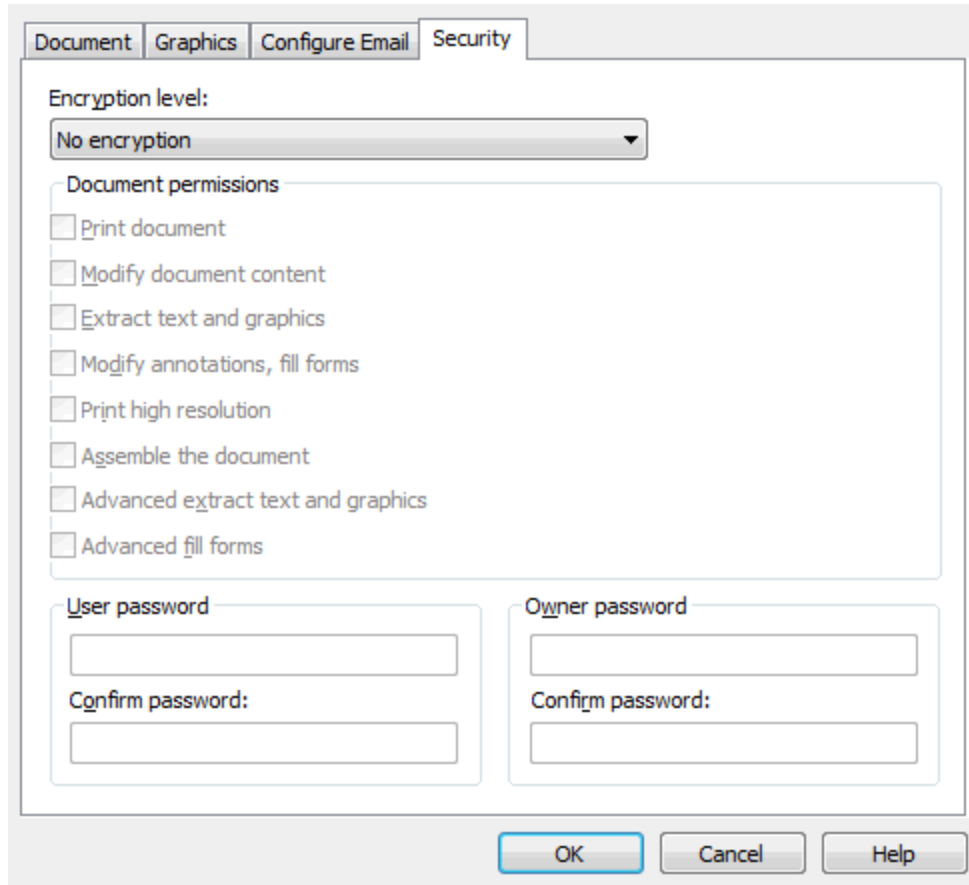 Document Graphics Configure Email Security
Encryption level:
No encryption
Document permissions
Print document
Modify document content
Extract text and graphics
Modify annotations, fill forms
Print high resolution
Assemble the document
Advanced extract text and graphics
Advanced fill forms
User password Owner password
Confirm password: Confirm password:
OK Cancel Help